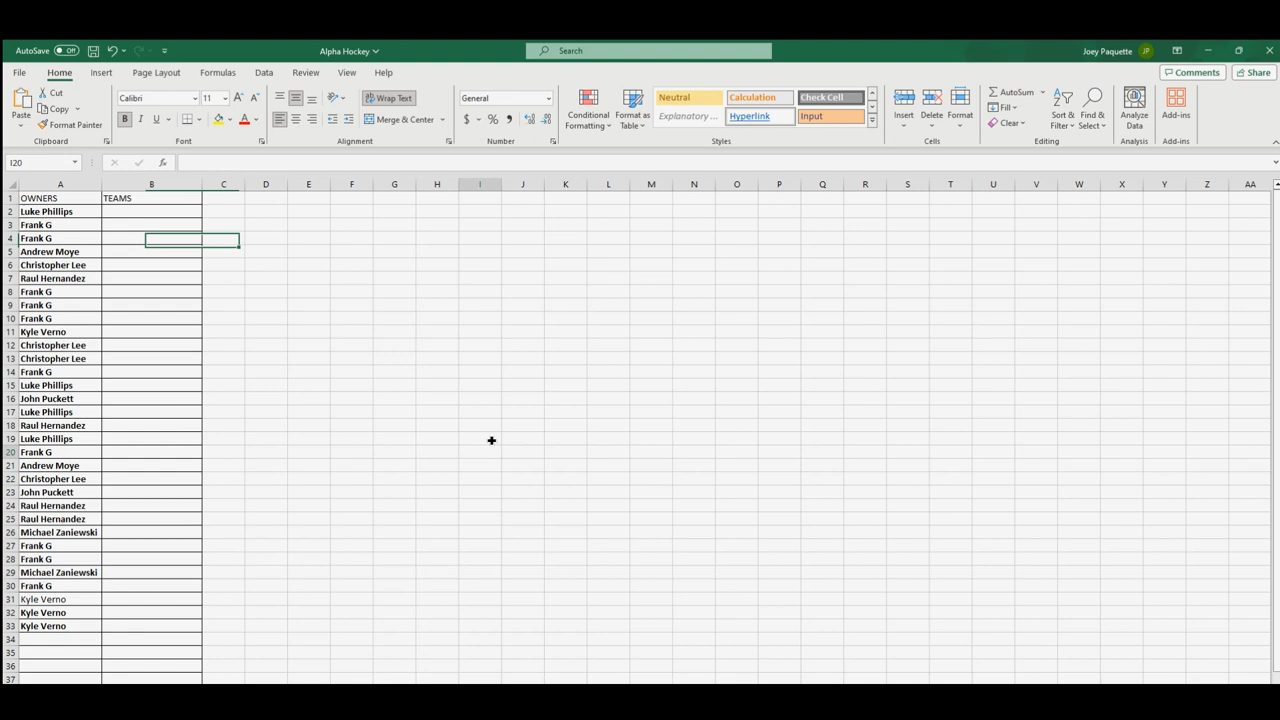 AutoSave Off Alpha Hockey Search Joey Paquette JP
File Home Insert Page Layout Formulas Data Review View Help Comments Share
Paste Cut Copy Format Painter Clipboard
Calibri 11 A A B I U A Font
Wrap Text Merge & Center Alignment
General $ % Number
Conditional Formatting Format as Table Neutral Calculation Check Cell Explanatory ... Hyperlink Input Styles
Insert Delete Format Cells
AutoSum Fill Clear Sort & Filter Find & Select Editing
Analyze Data Analysis
Add-ins Add-ins
I20 fx
A B C D E F G H I J K L M N O P Q R S T U V W X Y Z AA
1 OWNERS TEAMS
2 Luke Phillips
3 Frank G
4 Frank G
5 Andrew Moye
6 Christopher Lee
7 Raul Hernandez
8 Frank G
9 Frank G
10 Frank G
11 Kyle Verno
12 Christopher Lee
13 Christopher Lee
14 Frank G
15 Luke Phillips
16 John Puckett
17 Luke Phillips
18 Raul Hernandez
19 Luke Phillips
20 Frank G
21 Andrew Moye
22 Christopher Lee
23 John Puckett
24 Raul Hernandez
25 Raul Hernandez
26 Michael Zaniewski
27 Frank G
28 Frank G
29 Michael Zaniewski
30 Frank G
31 Kyle Verno
32 Kyle Verno
33 Kyle Verno
34
35
36
37